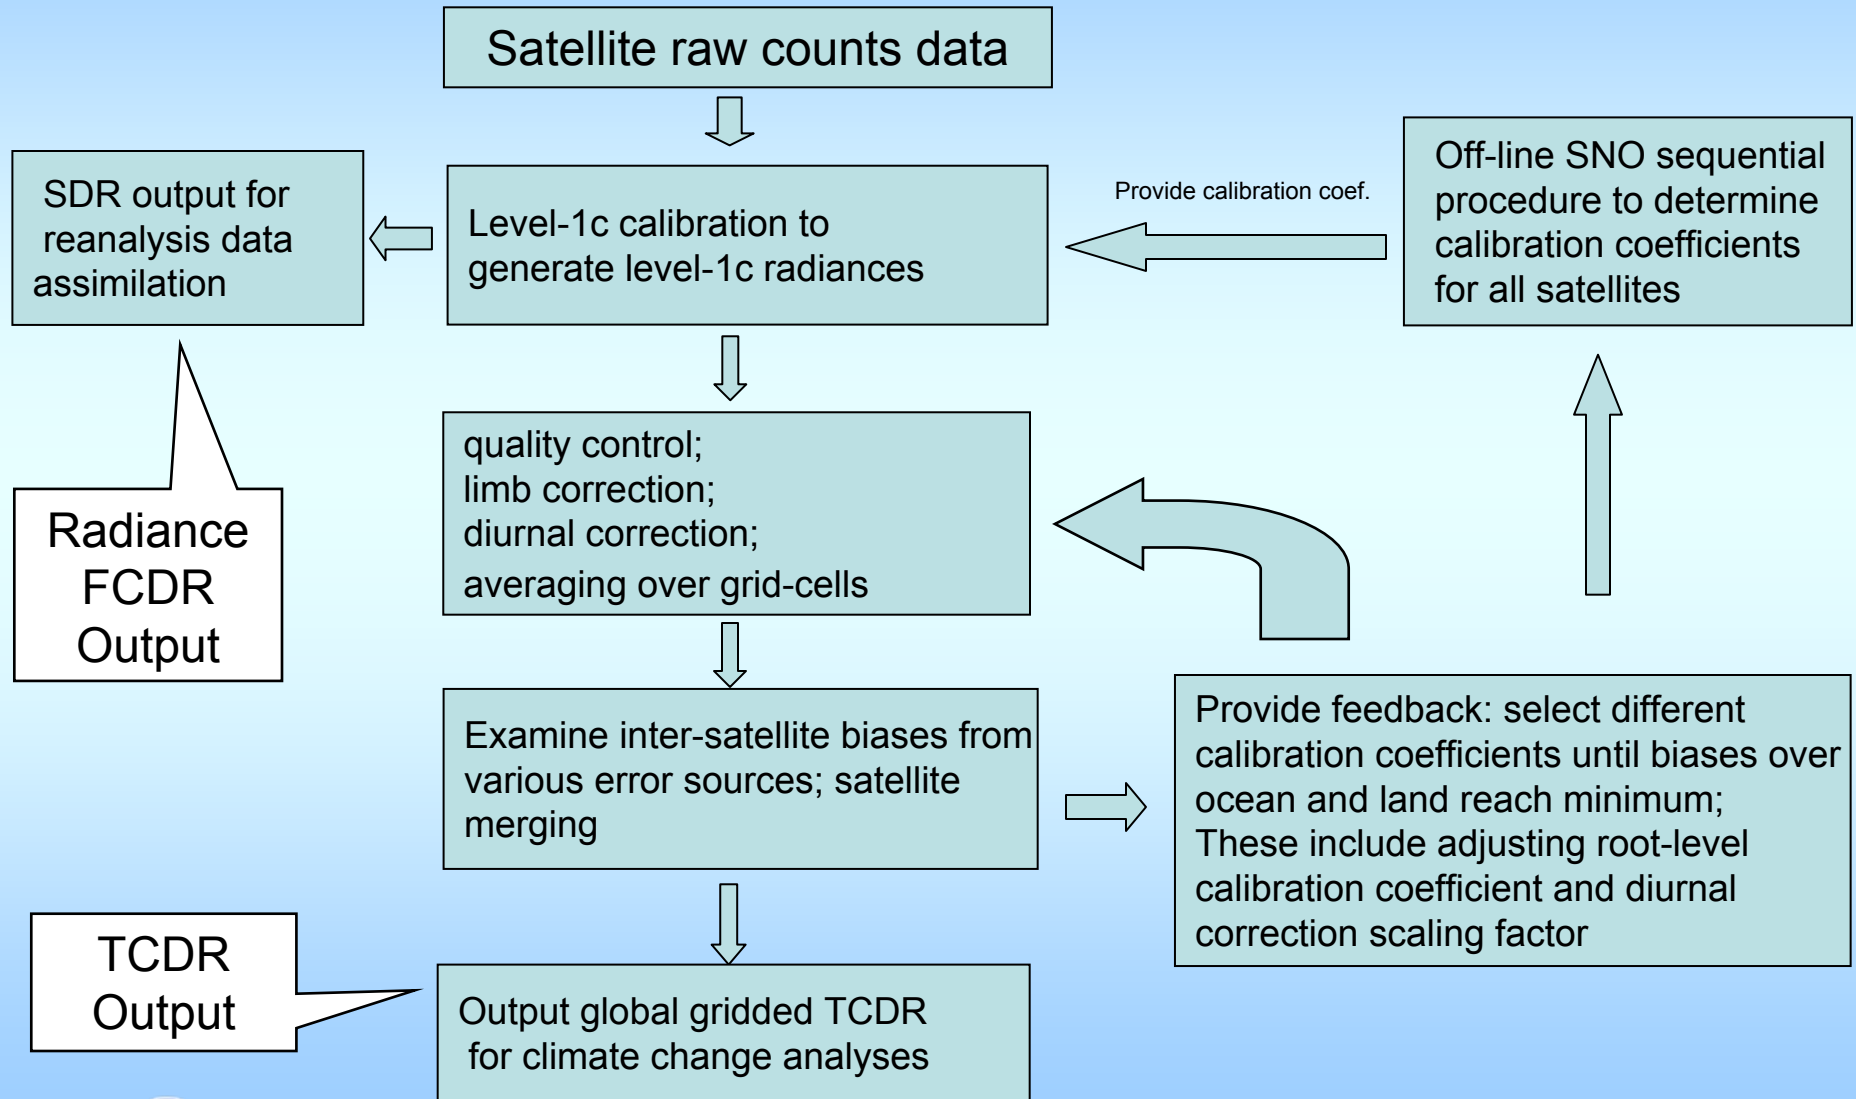 Satellite raw counts data
SDR output for
reanalysis data
assimilation
Level-1c calibration to
generate level-1c radiances
Provide calibration coef.
Off-line SNO sequential
procedure to determine
calibration coefficients
for all satellites
Radiance
FCDR
Output
quality control;
limb correction;
diurnal correction;
averaging over grid-cells
Examine inter-satellite biases from
various error sources; satellite
merging
Provide feedback: select different
calibration coefficients until biases over
ocean and land reach minimum;
These include adjusting root-level
calibration coefficient and diurnal
correction scaling factor
TCDR
Output
Output global gridded TCDR
for climate change analyses